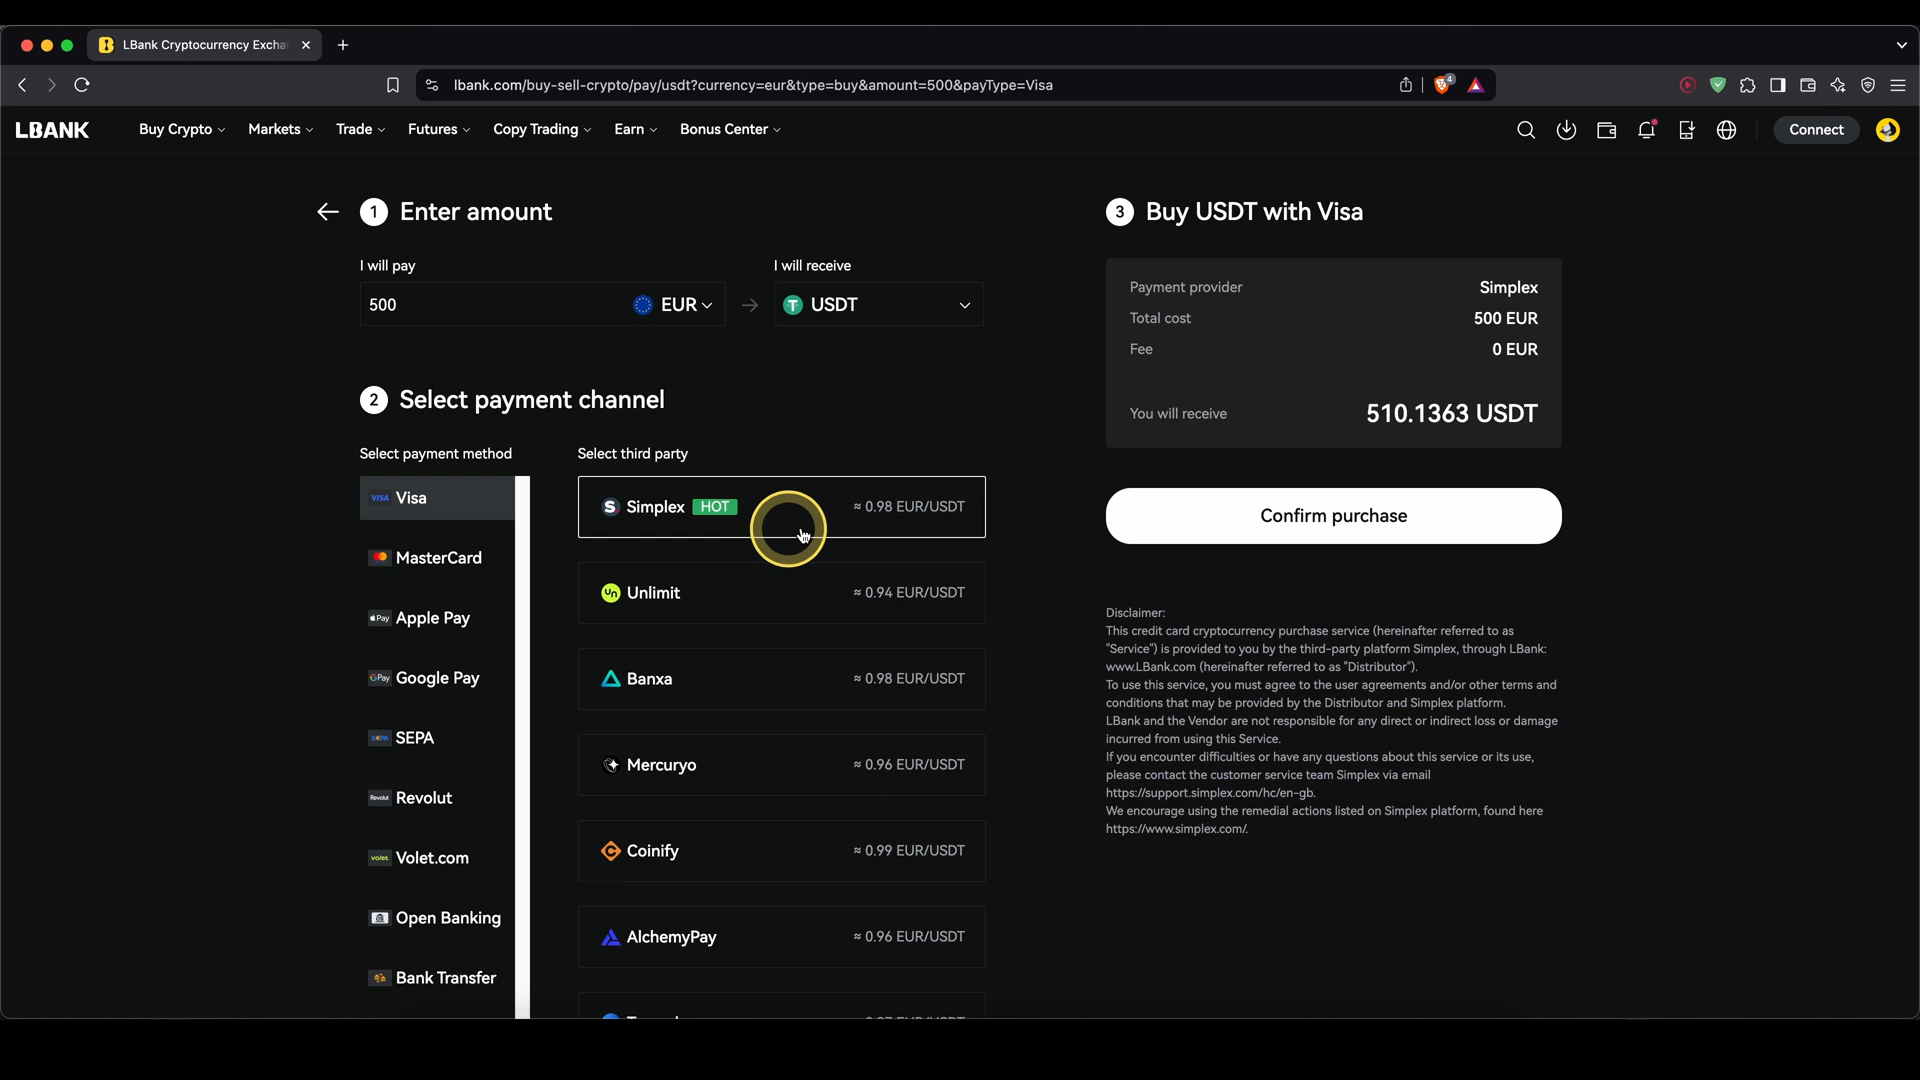 LBank Cryptocurrency Excha
lbank.com/buy-sell-crypto/pay/usdt?currency=eur&type=buy&amount=500&payType=Visa
4
LBANK
Buy Crypto
Markets
Trade
Futures
Copy Trading
Earn
Bonus Center
Connect
1 Enter amount
I will pay
I will receive
500
EUR
USDT
2 Select payment channel
Select payment method
Select third party
VISA Visa
MasterCard
Pay Apple Pay
GPay Google Pay
SEPA SEPA
Revolut Revolut
volet Volet.com
Open Banking
Bank Transfer
Simplex HOT ≈ 0.98 EUR/USDT
un Unlimit ≈ 0.94 EUR/USDT
Banxa ≈ 0.98 EUR/USDT
Mercuryo ≈ 0.96 EUR/USDT
Coinify ≈ 0.99 EUR/USDT
AlchemyPay ≈ 0.96 EUR/USDT
3 Buy USDT with Visa
Payment provider Simplex
Total cost 500 EUR
Fee 0 EUR
You will receive 510.1363 USDT
Confirm purchase
Disclaimer:
This credit card cryptocurrency purchase service (hereinafter referred to as
"Service") is provided to you by the third-party platform Simplex, through LBank:
www.LBank.com (hereinafter referred to as "Distributor").
To use this service, you must agree to the user agreements and/or other terms and
conditions that may be provided by the Distributor and Simplex platform.
LBank and the Vendor are not responsible for any direct or indirect loss or damage
incurred from using this Service.
If you encounter difficulties or have any questions about this service or its use,
please contact the customer service team Simplex via email
https://support.simplex.com/hc/en-gb.
We encourage using the remedial actions listed on Simplex platform, found here
https://www.simplex.com/.